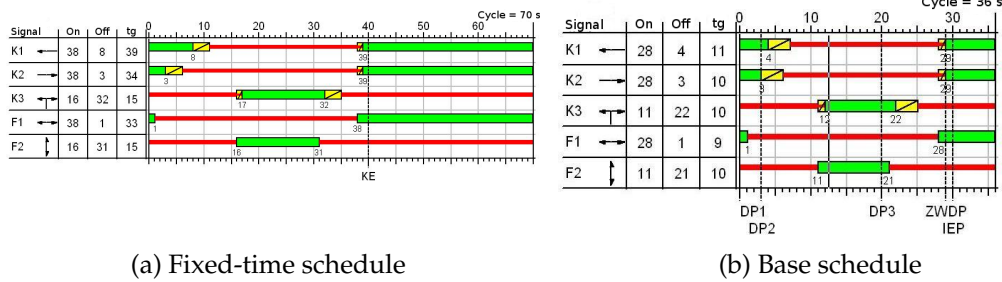 Cycle = 70 s
Signal On Off tg 0 10 20 30 40 50 60
K1 38 8 39 8 39
K2 38 3 34 3 39
K3 16 32 15 17 32
F1 38 1 33 1 38
F2 16 31 15 16 31
KE
(a) Fixed-time schedule
Cycle = 36 s
Signal On Off tg 0 10 20 30
K1 28 4 11 4 29
K2 28 3 10 3 29
K3 11 22 10 12 22
F1 28 1 9 1 28
F2 11 21 10 11 21
DP1 DP3 ZWDP
DP2 IEP
(b) Base schedule